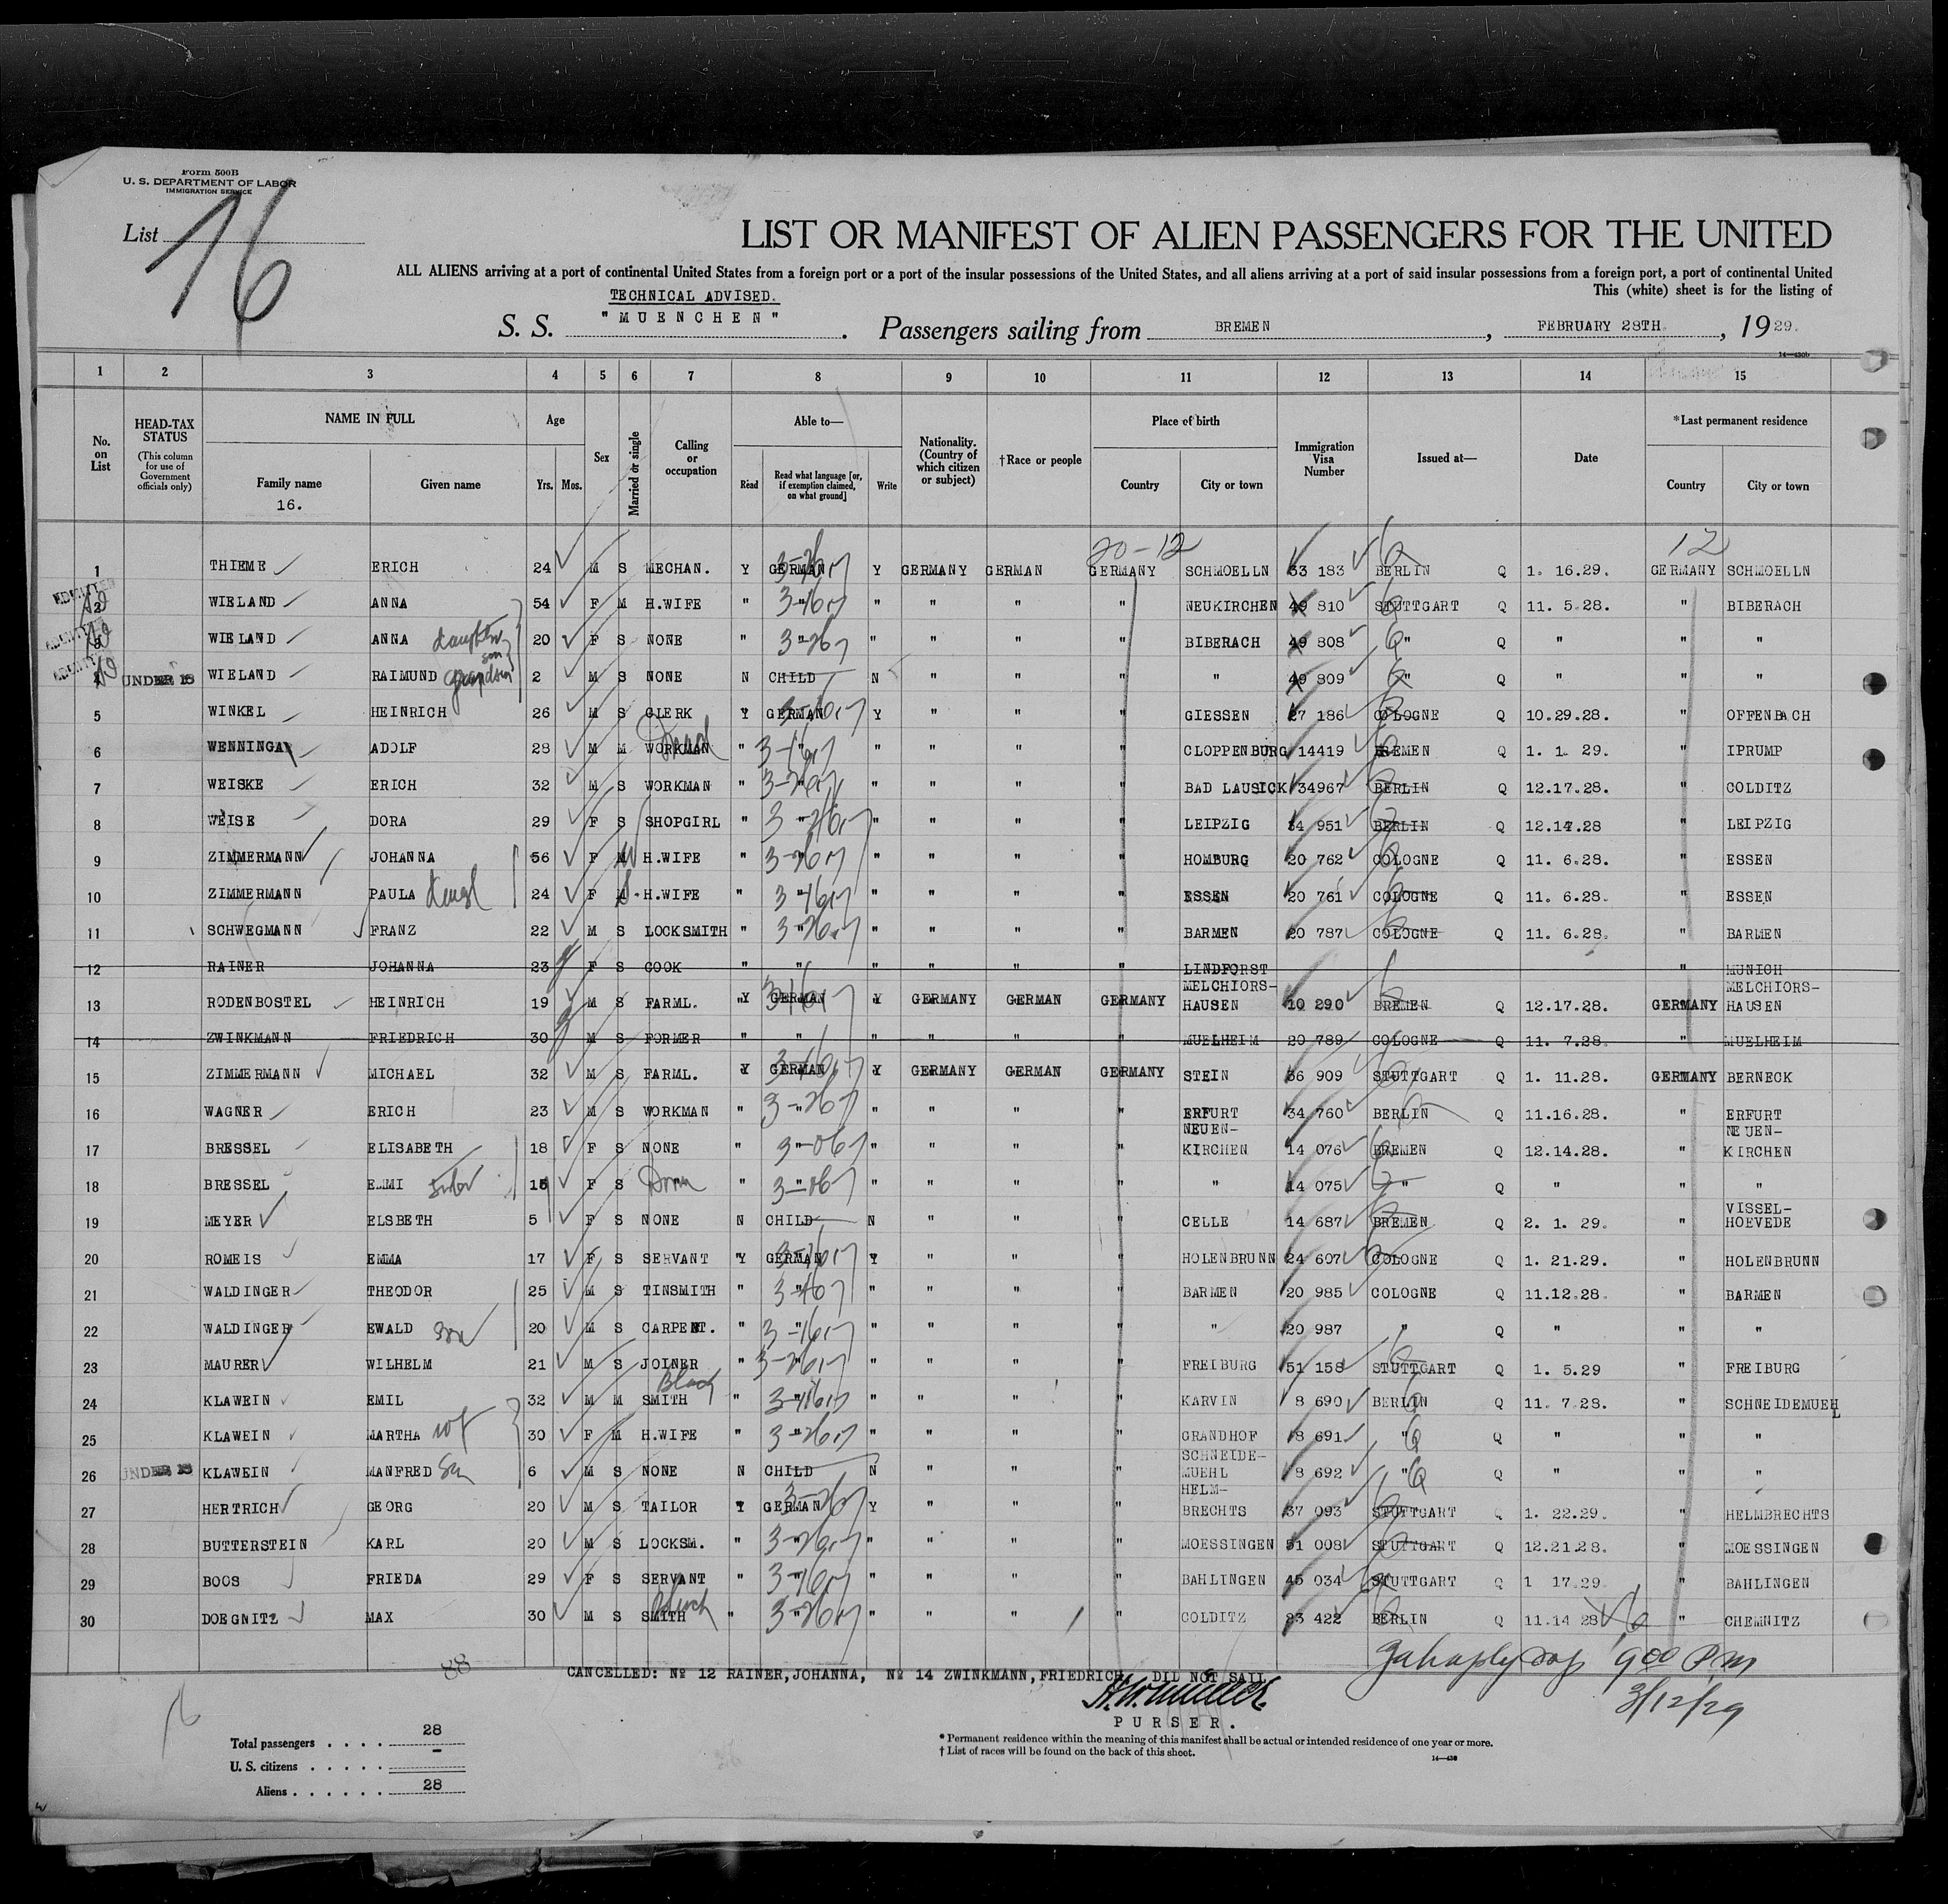 Form 500B
U. S. DEPARTMENT OF LABOR
IMMIGRATION SERVICE
List 16
LIST OR MANIFEST OF ALIEN PASSENGERS FOR THE UNITED
ALL ALIENS arriving at a port of continental United States from a foreign port or a port of the insular possessions of the United States, and all aliens arriving at a port of said insular possessions from a foreign port, a port of continental United
This (white) sheet is for the listing of
TECHNICAL ADVISED.
S. S. "MUENCHEN". Passengers sailing from BREMEN, FEBRUARY 28TH., 1929.
14—430b
1 2 3 4 5 6 7 8 9 10 11 12 13 14 15
No. on List
HEAD-TAX STATUS (This column for use of Government officials only)
NAME IN FULL Family name Given name
16.
Age Yrs. Mos.
Sex
Married or single
Calling or occupation
Able to— Read Read what language [or, if exemption claimed, on what ground] Write
Nationality. (Country of which citizen or subject)
†Race or people
Place of birth Country City or town
Immigration Visa Number
Issued at—
Date
*Last permanent residence Country City or town
20-12 12
1 THIEME ERICH 24 M S MECHAN. Y GERMAN Y GERMANY GERMAN GERMANY SCHMOELLN 33 183 BERLIN Q 1. 16.29. GERMANY SCHMOELLN
2 WIELAND ANNA 54 F M H.WIFE " " " " " " NEUKIRCHEN 49 810 STUTTGART Q 11. 5.28. " BIBERACH
3 WIELAND ANNA daughter 20 F S NONE " " " " " " BIBERACH 49 808 " Q " " "
4 UNDER 16 WIELAND RAIMUND grandson son 2 M S NONE N CHILD N " " " " 49 809 " Q " " "
5 WINKEL HEINRICH 26 M S CLERK Y GERMAN Y " " " GIESSEN 27 186 COLOGNE Q 10.29.28. " OFFENBACH
6 WENNINGA ADOLF 28 M M WORKMAN " " " " " " CLOPPENBURG 14419 BREMEN Q 1. 1. 29. " IPRUMP
7 WEISKE ERICH 32 M S WORKMAN " " " " " " BAD LAUSICK 34967 BERLIN Q 12.17.28. " COLDITZ
8 WEISE DORA 29 F S SHOPGIRL " " " " " " LEIPZIG 34 951 BERLIN Q 12.17.28 " LEIPZIG
9 ZIMMERMANN JOHANNA 56 F M H.WIFE " " " " " " HOMBURG 20 762 COLOGNE Q 11. 6.28. " ESSEN
10 ZIMMERMANN PAULA 24 F H.WIFE " " " " " " ESSEN 20 761 COLOGNE Q 11. 6.28. " ESSEN
11 SCHWEGMANN FRANZ 22 M S LOCKSMITH " " " " " " BARMEN 20 787 COLOGNE Q 11. 6.28. " BARMEN
12 RAINER JOHANNA 23 F S COOK " " " " " " LINDFORST " MUNICH
13 RODENBOSTEL HEINRICH 19 M S FARML. Y GERMAN Y GERMANY GERMAN GERMANY MELCHIORS-HAUSEN 10 290 BREMEN Q 12.17.28. GERMANY MELCHIORS-HAUSEN
14 ZWINKMANN FRIEDRICH 30 M S FORMER " " " " " " MUELHEIM 20 789 COLOGNE 11. 7.28. " MUELHEIM
15 ZIMMERMANN MICHAEL 32 M S FARML. Y GERMAN Y GERMANY GERMAN GERMANY STEIN 36 909 STUTTGART Q 1. 11.28. GERMANY BERNECK
16 WAGNER ERICH 23 M S WORKMAN " " " " " " ERFURT 34 760 BERLIN Q 11.16.28. " ERFURT
17 BRESSEL ELISABETH 18 F S NONE " " " " " " NEUEN-KIRCHEN 14 076 BREMEN Q 12.14.28. " NEUEN-KIRCHEN
18 BRESSEL EMMI sister F S " " " " " " " 14 075 " Q " " "
19 MEYER ELSBETH 5 F S NONE N CHILD N " " " CELLE 14 687 BREMEN Q 2. 1. 29. " VISSEL-HOEVEDE
20 ROMEIS EMMA 17 F S SERVANT Y GERMAN Y " " " HOLENBRUNN 24 607 COLOGNE Q 1. 21.29. " HOLENBRUNN
21 WALDINGER THEODOR 25 M S TINSMITH " " " " " " BARMEN 20 985 COLOGNE Q 11.12.28. " BARMEN
22 WALDINGER EWALD 20 M S CARPENT. " " " " " " " 20 987 " Q " " "
23 MAURER WILHELM 21 M S JOINER " " " " " " FREIBURG 51 158 STUTTGART Q 1. 5.29 " FREIBURG
24 KLAWEIN EMIL 32 M M Black SMITH " " " " " " KARVIN 8 690 BERLIN Q 11. 7.28. " SCHNEIDEMUEHL
25 KLAWEIN MARTHA wf 30 F M H.WIFE " " " " " " GRANDHOF 8 691 " Q " " "
26 UNDER 16 KLAWEIN MANFRED Son 6 M S NONE N CHILD N " " " SCHNEIDE-MUEHL 8 692 " Q " " "
27 HERTRICH GEORG 20 M S TAILOR Y GERMAN Y " " " HELM-BRECHTS 37 093 STUTTGART Q 1. 22.29. " HELMBRECHTS
28 BUTTERSTEIN KARL 20 M S LOCKSM. " " " " " " MOESSINGEN 51 008 STUTTGART Q 12.21.28. " MOESSINGEN
29 BOOS FRIEDA 29 F S SERVANT " " " " " " BAHLINGEN 45 034 STUTTGART Q 1 17.29 " BAHLINGEN
30 DOEGNITZ MAX 30 M S Black SMITH " " " " " " COLDITZ 23 422 BERLIN Q 11.14 28 " CHEMNITZ
88
CANCELLED: No 12 RAINER,JOHANNA, No 14 ZWINKMANN,FRIEDRICH DID NOT SAIL
9 00 P.m
3/12/29
PURSER.
Total passengers . . . . 28
U. S. citizens . . . . . –
Aliens . . . . . . 28
* Permanent residence within the meaning of this manifest shall be actual or intended residence of one year or more.
† List of races will be found on the back of this sheet.
14—430